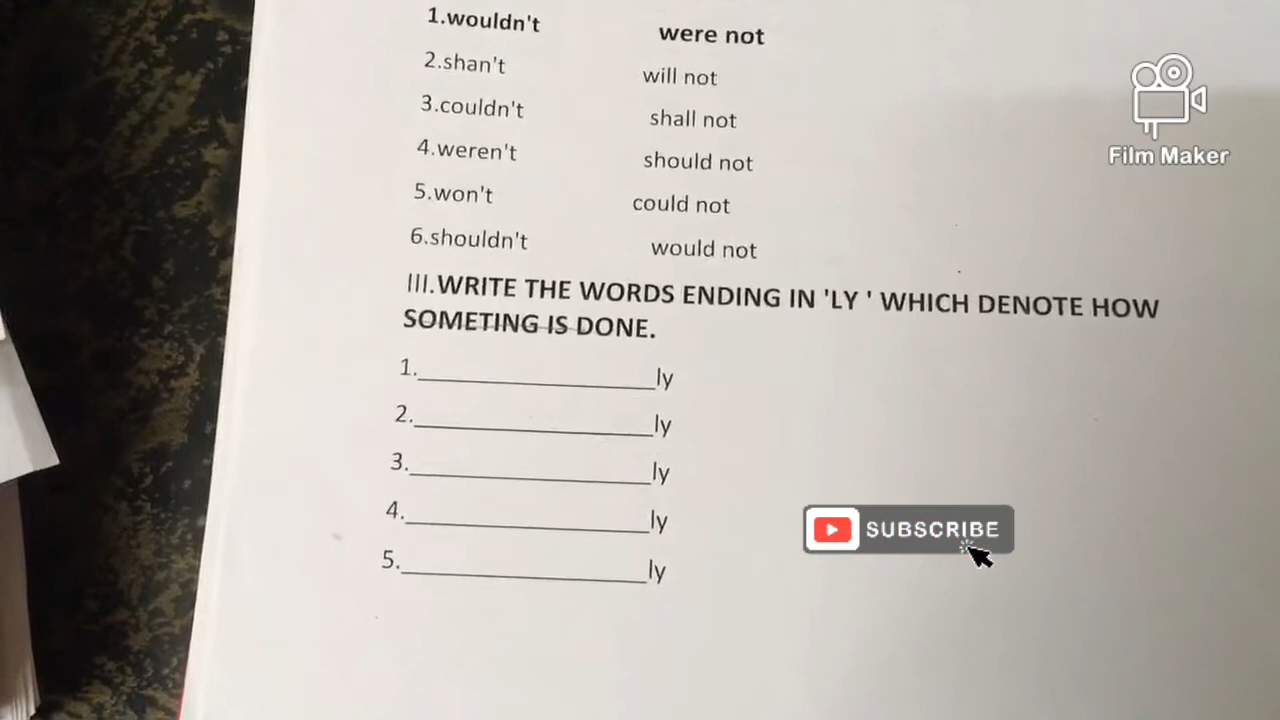 1.wouldn't were not
2.shan't will not
3.couldn't shall not
4.weren't should not
5.won't could not
6.shouldn't would not
III.WRITE THE WORDS ENDING IN 'LY ' WHICH DENOTE HOW
SOMETING IS DONE.
1.________________ly
2.________________ly
3.________________ly
4.________________ly
5.________________ly
Film Maker
SUBSCRIBE